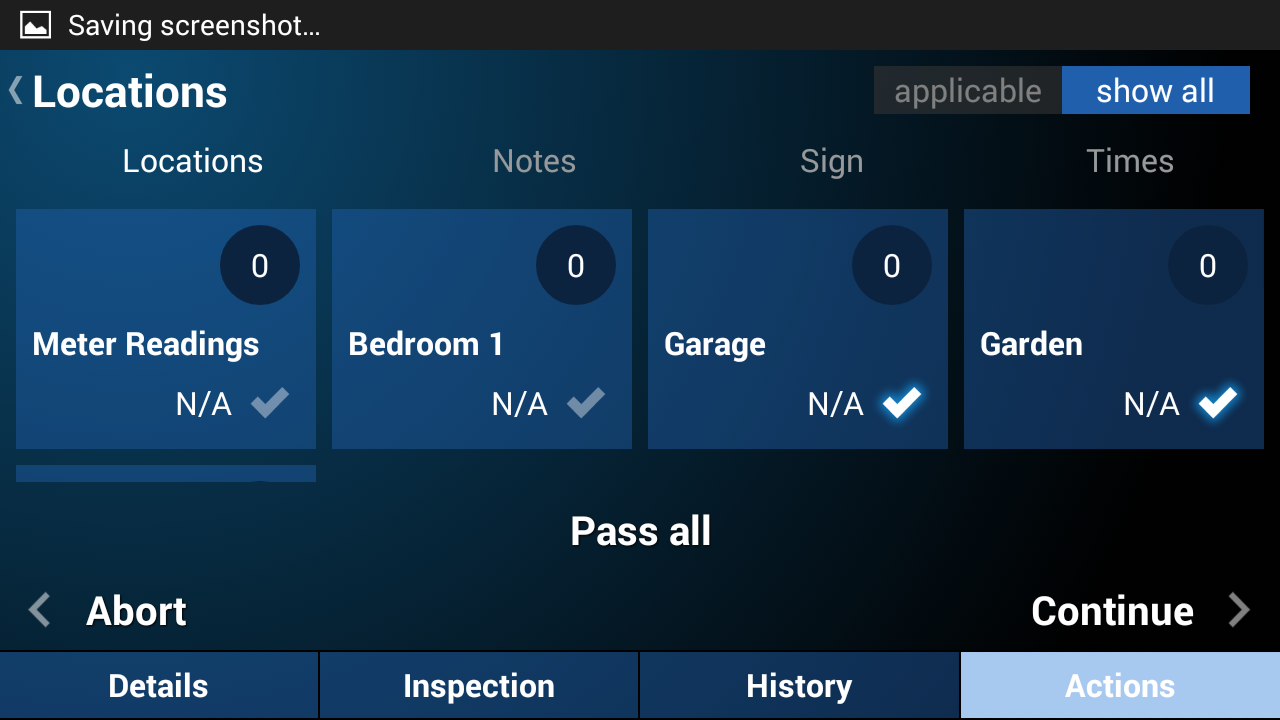 Saving screenshot...
Locations
applicable
show all
Locations
Notes
Sign
Times
0
0
0
0
Meter Readings
Bedroom 1
Garage
Garden
N/A
N/A
N/A
N/A
Pass all
Abort
Continue
Details
Inspection
History
Actions